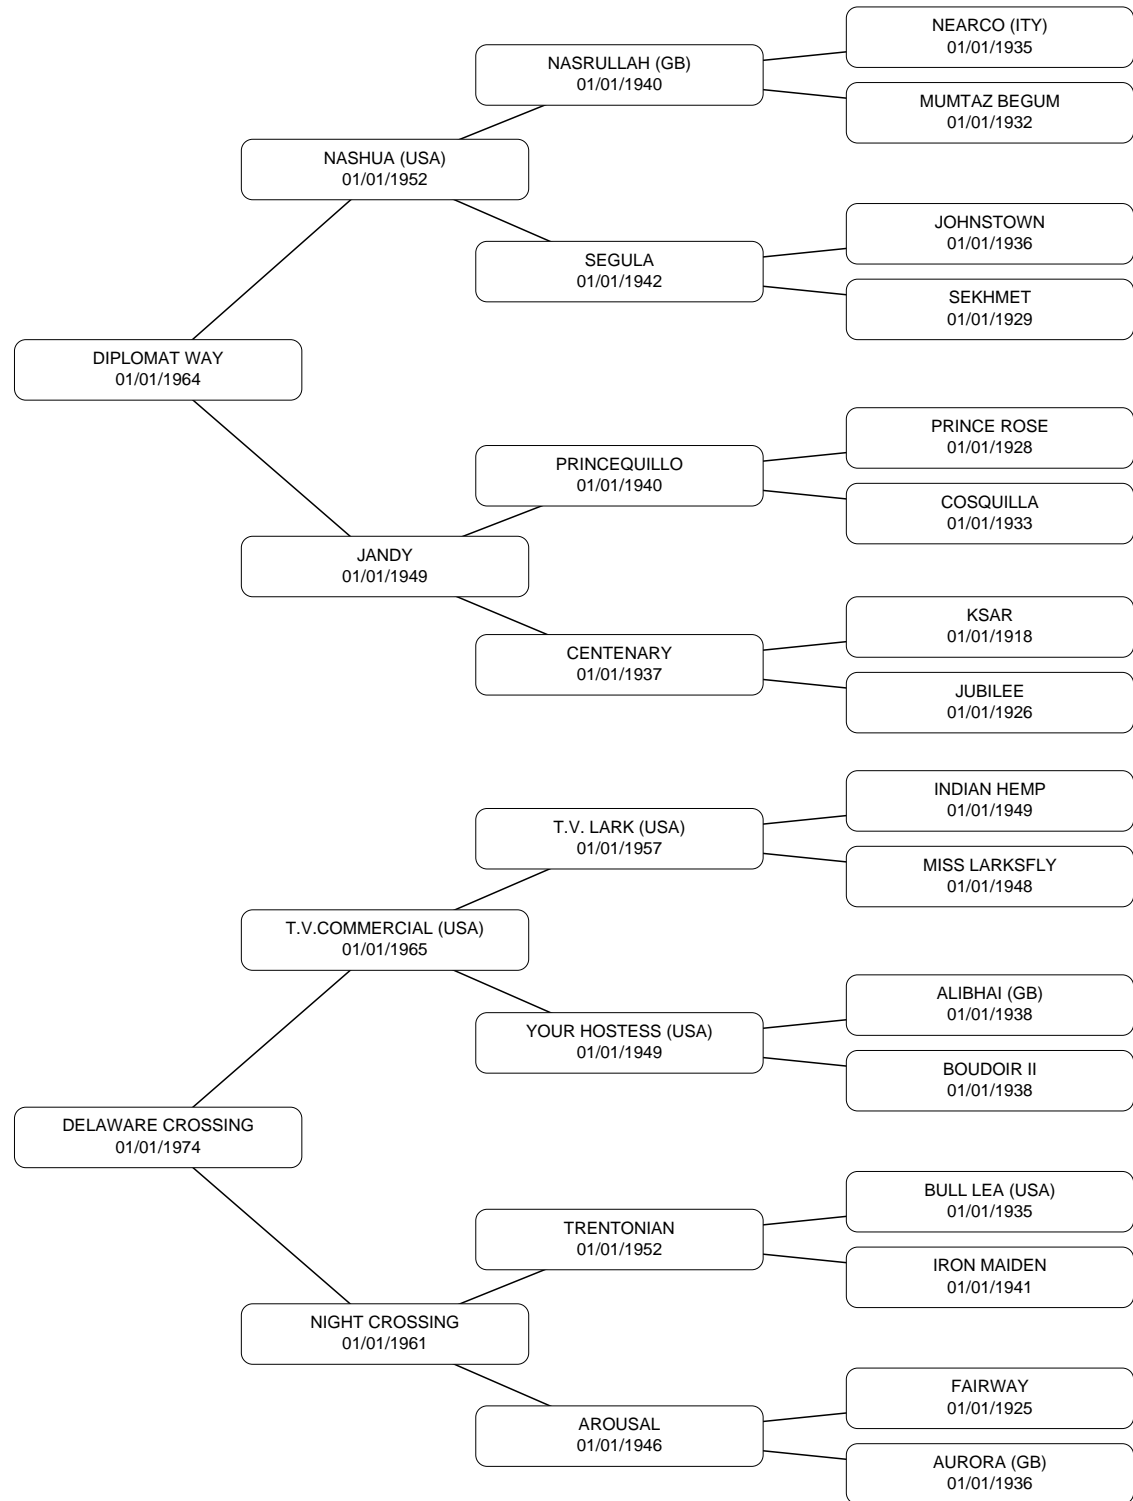 NEARCO (ITY)
01/01/1935
NASRULLAH (GB)
01/01/1940
MUMTAZ BEGUM
01/01/1932
NASHUA (USA)
01/01/1952
JOHNSTOWN
01/01/1936
SEGULA
01/01/1942
SEKHMET
01/01/1929
DIPLOMAT WAY
01/01/1964
PRINCE ROSE
01/01/1928
PRINCEQUILLO
01/01/1940
COSQUILLA
01/01/1933
JANDY
01/01/1949
KSAR
01/01/1918
CENTENARY
01/01/1937
JUBILEE
01/01/1926
INDIAN HEMP
01/01/1949
T.V. LARK (USA)
01/01/1957
MISS LARKSFLY
01/01/1948
T.V.COMMERCIAL (USA)
01/01/1965
ALIBHAI (GB)
01/01/1938
YOUR HOSTESS (USA)
01/01/1949
BOUDOIR II
01/01/1938
DELAWARE CROSSING
01/01/1974
BULL LEA (USA)
01/01/1935
TRENTONIAN
01/01/1952
IRON MAIDEN
01/01/1941
NIGHT CROSSING
01/01/1961
FAIRWAY
01/01/1925
AROUSAL
01/01/1946
AURORA (GB)
01/01/1936